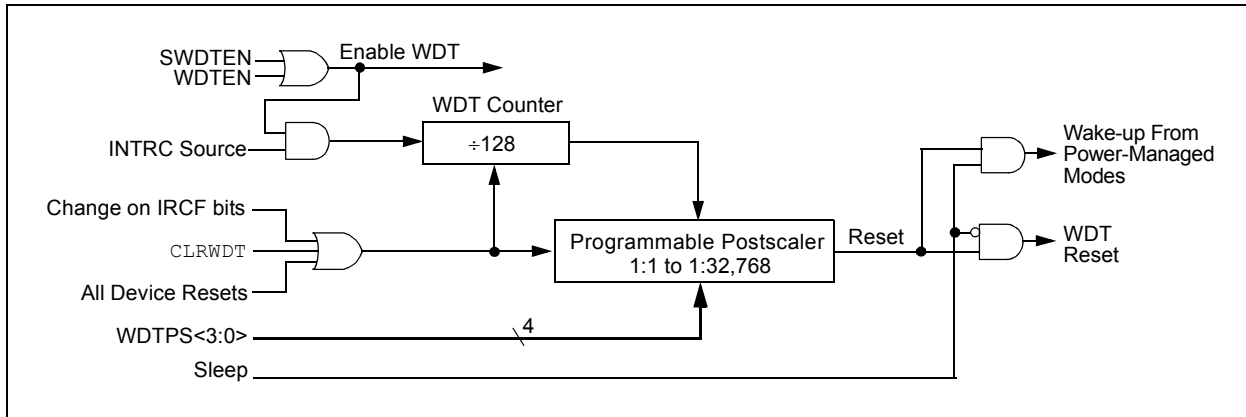 SWDTEN
WDTEN
Enable WDT
WDT Counter
INTRC Source
÷128
Wake-up From
Power-Managed
Modes
Change on IRCF bits
CLRWDT
All Device Resets
Programmable Postscaler
1:1 to 1:32,768
Reset
WDT
Reset
WDTPS<3:0>
4
Sleep